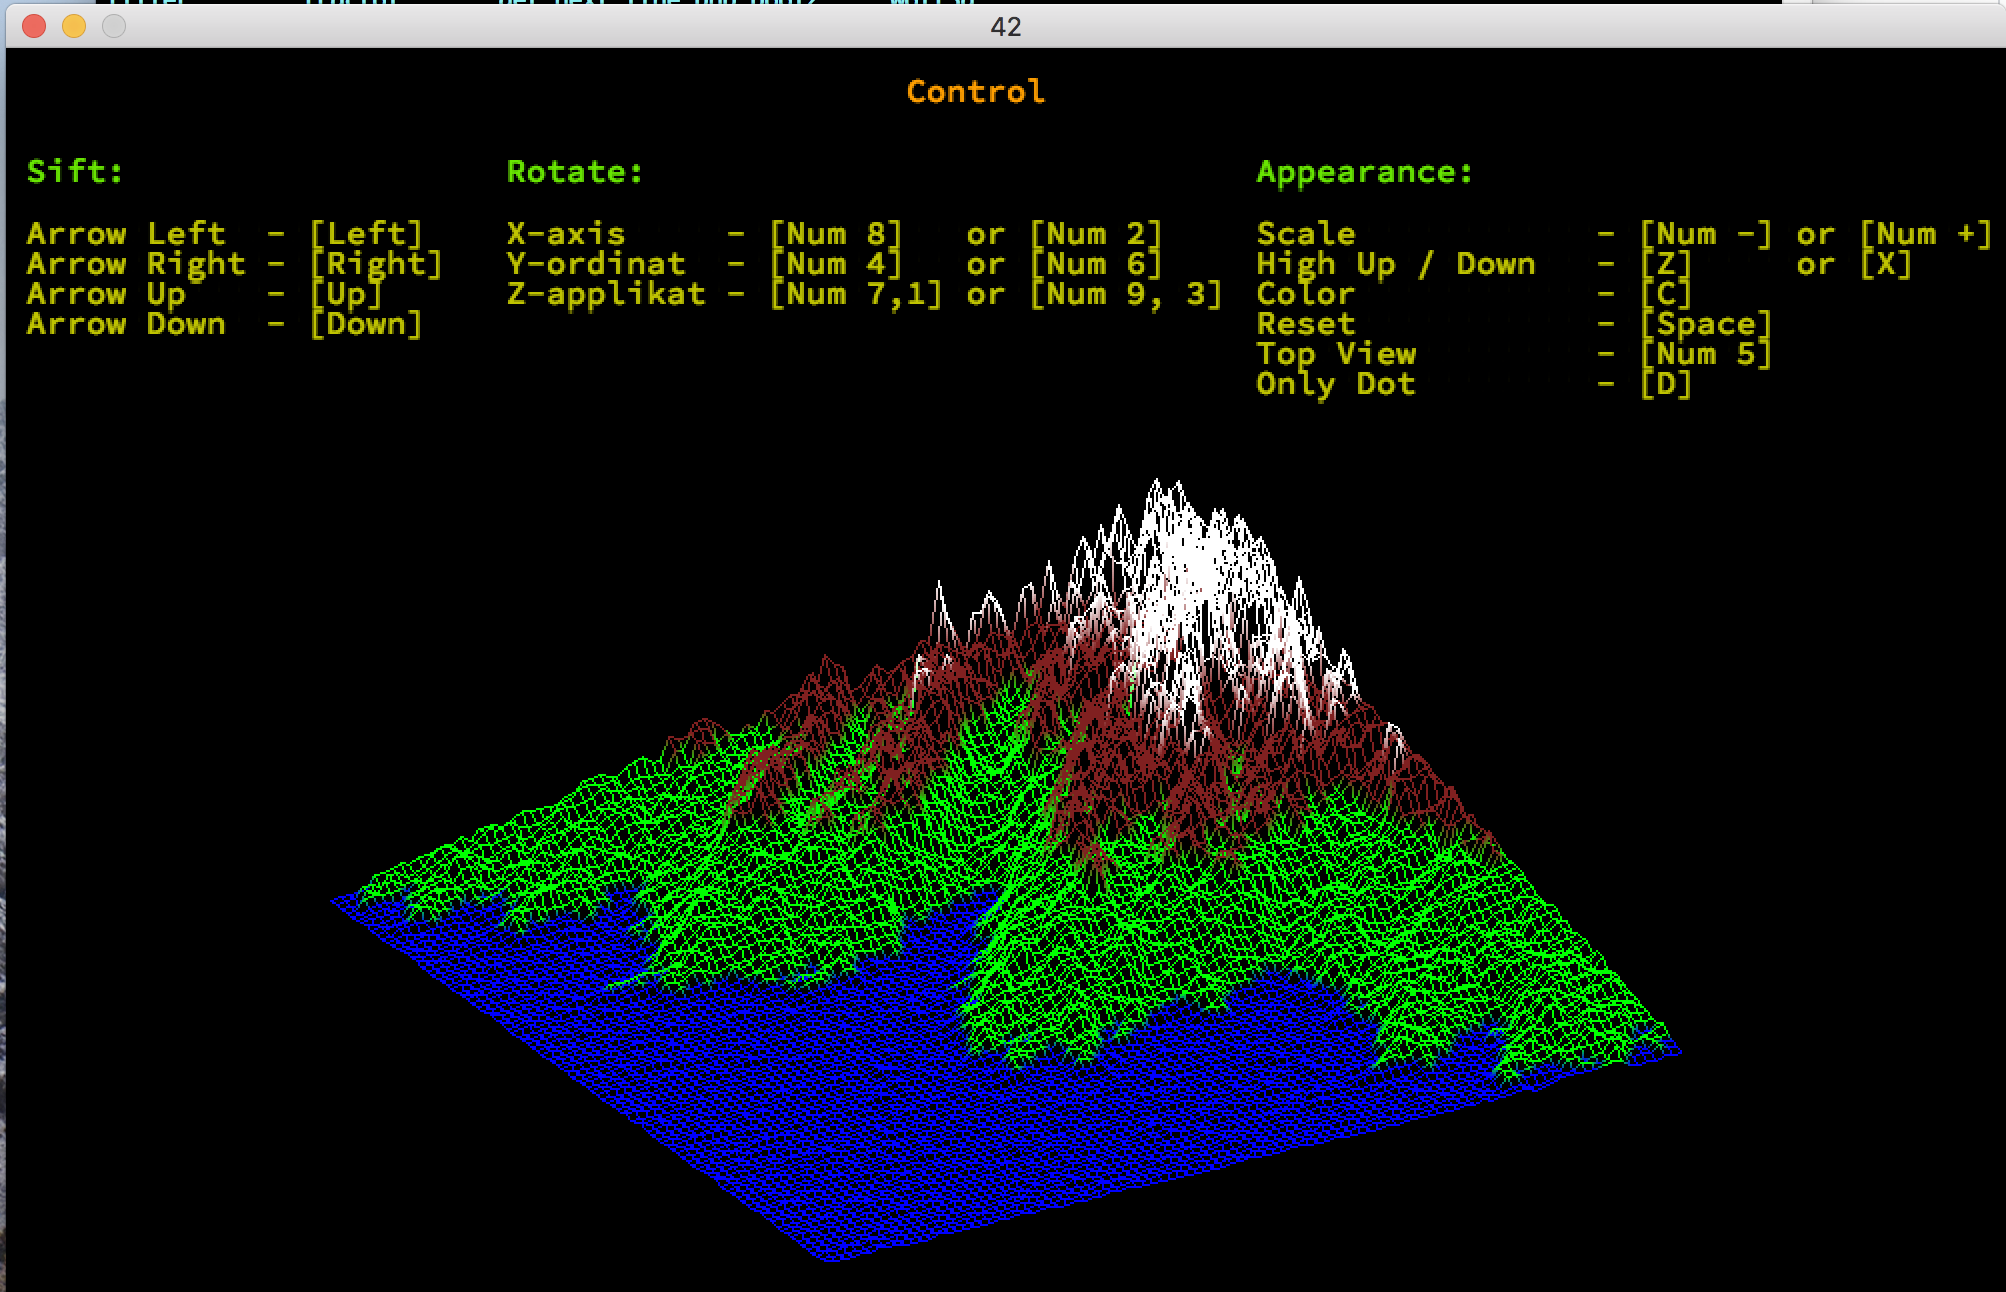 42
Control
Sift:
Arrow Left - [Left]
Arrow Right - [Right]
Arrow Up - [Up]
Arrow Down - [Down]
Rotate:
X-axis - [Num 8] or [Num 2]
Y-ordinat - [Num 4] or [Num 6]
Z-applikat - [Num 7,1] or [Num 9, 3]
Appearance:
Scale - [Num -] or [Num +]
High Up / Down - [Z] or [X]
Color - [C]
Reset - [Space]
Top View - [Num 5]
Only Dot - [D]